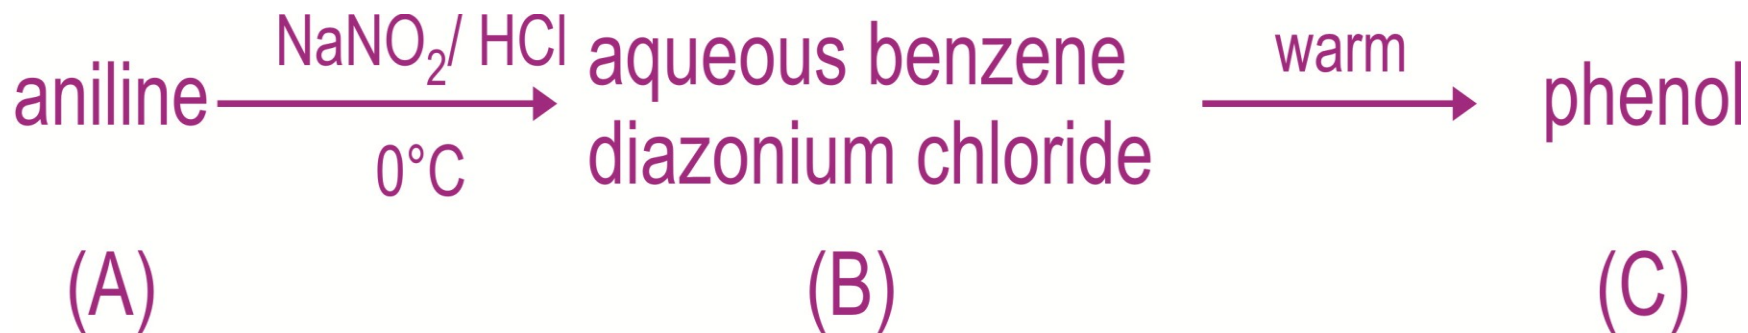 NaNO₂/ HCl
aniline
0°C
aqueous benzene
diazonium chloride
warm
phenol
(A)
(B)
(C)